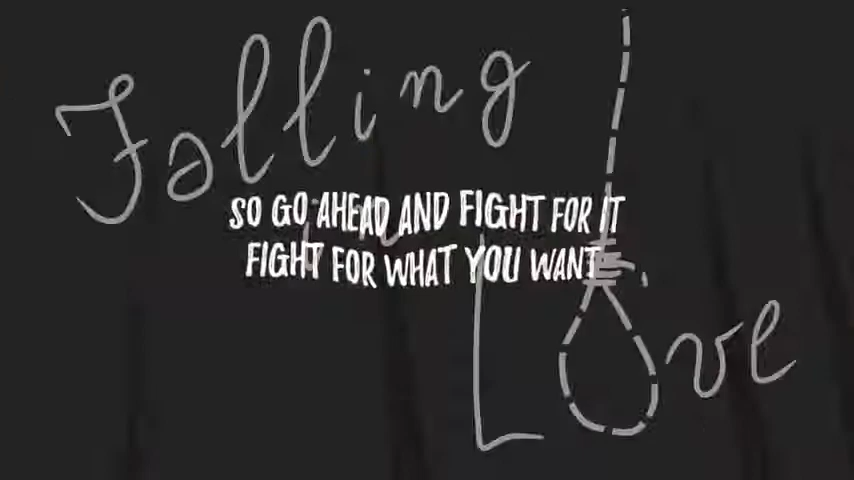 Falling
SO GO AHEAD AND FIGHT FOR IT
FIGHT FOR WHAT YOU WANT
Love